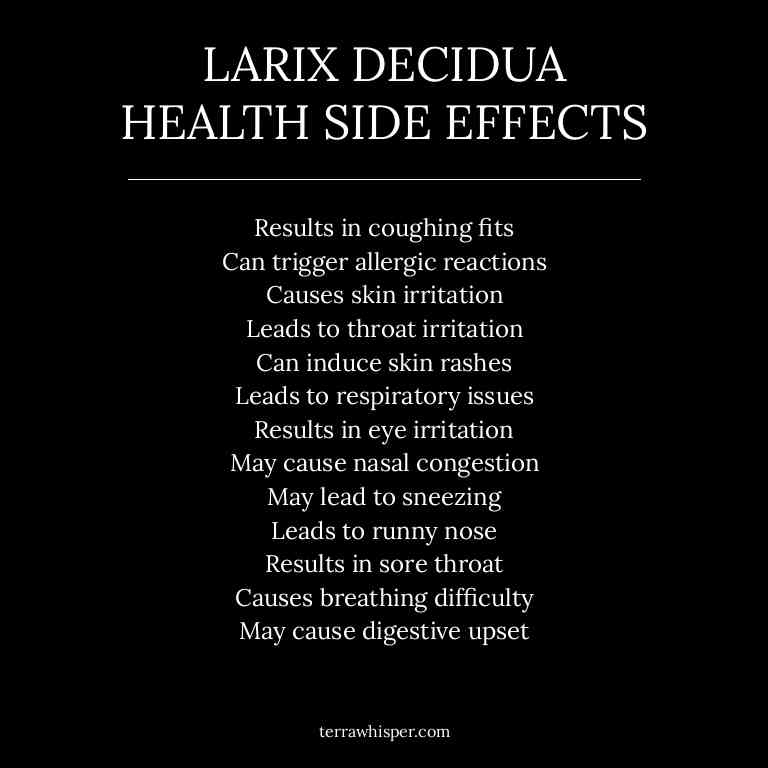 LARIX DECIDUA
HEALTH SIDE EFFECTS
Results in coughing fits
Can trigger allergic reactions
Causes skin irritation
Leads to throat irritation
Can induce skin rashes
Leads to respiratory issues
Results in eye irritation
May cause nasal congestion
May lead to sneezing
Leads to runny nose
Results in sore throat
Causes breathing difficulty
May cause digestive upset
terrawhisper.com